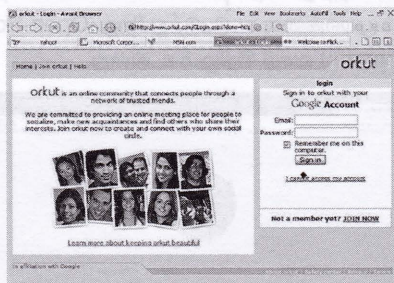 orkut - Login - Avant Browser
File Edit View Bookmarks AutoFill Tools Help
Yahoo! Microsoft Corpor... MSN.com Welcome to Flick...
Home | Join orkut | Help
orkut
orkut is an online community that connects people through a
network of trusted friends.
We are committed to providing an online meeting place for people to
socialize, make new acquaintances and find others who share their
interests. Join orkut now to create and connect with your own social
circle.
Learn more about keeping orkut beautiful
login
Sign in to orkut with your
Google Account
Email:
Password:
Remember me on this
computer.
Sign in
I cannot access my account
Not a member yet? JOIN NOW
In affiliation with Google